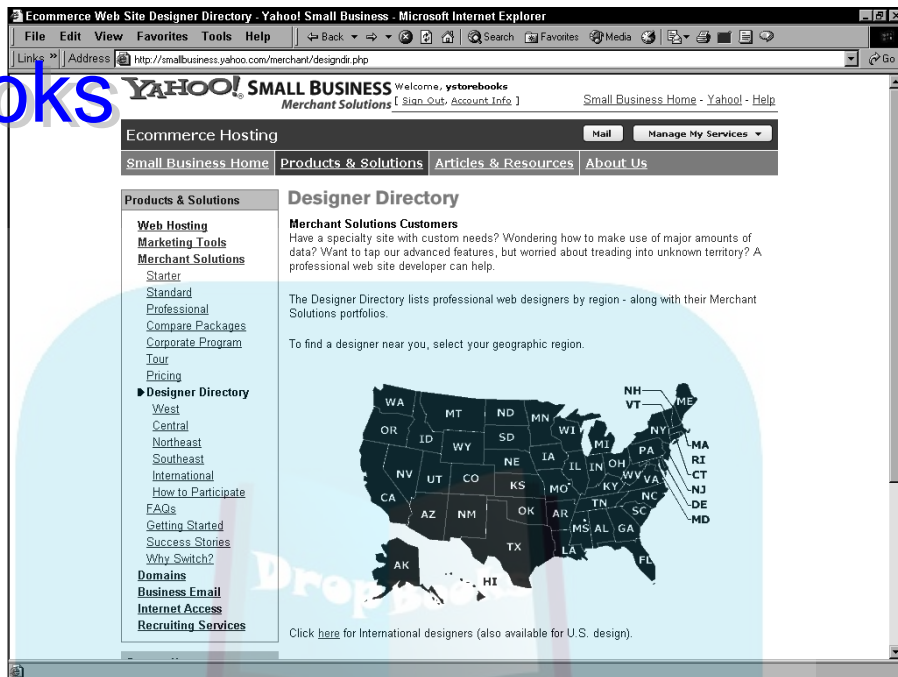 Ecommerce Web Site Designer Directory - Yahoo! Small Business - Microsoft Internet Explorer
File Edit View Favorites Tools Help
Back Search Favorites Media
Links » Address http://smallbusiness.yahoo.com/merchant/designdir.php Go
oks
YAHOO! SMALL BUSINESS
Merchant Solutions
Welcome, ystorebooks
[ Sign Out, Account Info ]
Small Business Home - Yahoo! - Help
Ecommerce Hosting
Mail
Manage My Services
Small Business Home
Products & Solutions
Articles & Resources
About Us
Products & Solutions
Web Hosting
Marketing Tools
Merchant Solutions
Starter
Standard
Professional
Compare Packages
Corporate Program
Tour
Pricing
Designer Directory
West
Central
Northeast
Southeast
International
How to Participate
FAQs
Getting Started
Success Stories
Why Switch?
Domains
Business Email
Internet Access
Recruiting Services
Designer Directory
Merchant Solutions Customers
Have a specialty site with custom needs? Wondering how to make use of major amounts of
data? Want to tap our advanced features, but worried about treading into unknown territory? A
professional web site developer can help.
The Designer Directory lists professional web designers by region - along with their Merchant
Solutions portfolios.
To find a designer near you, select your geographic region.
NH
VT
ME
WA
MT
ND
MN
OR
ID
WY
SD
WI
MI
NY
MA
RI
CT
NJ
DE
MD
PA
NV
UT
CO
NE
IA
IL
IN
OH
WV
VA
CA
KS
MO
KY
NC
AZ
NM
OK
AR
TN
SC
MS
AL
GA
TX
LA
FL
AK
HI
DropBooks
Click here for International designers (also available for U.S. design).